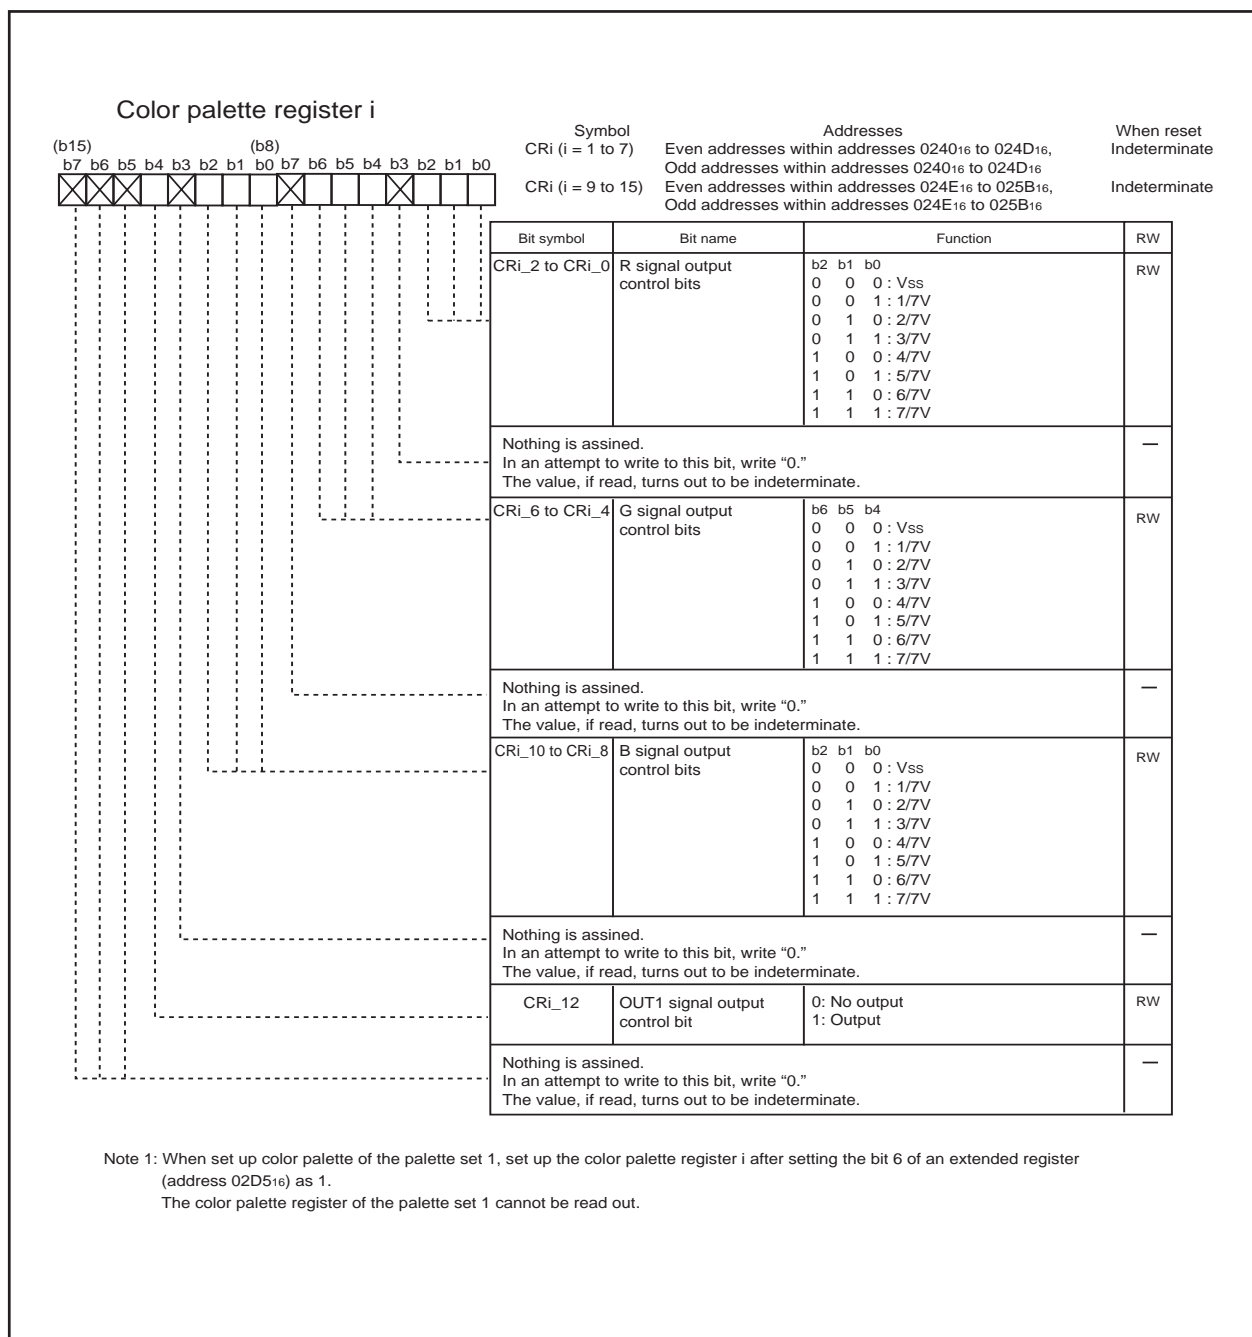 Color palette register i
Symbol Addresses When reset
CRi (i = 1 to 7) Even addresses within addresses 024016 to 024D16, Indeterminate
Odd addresses within addresses 024016 to 024D16
CRi (i = 9 to 15) Even addresses within addresses 024E16 to 025B16, Indeterminate
Odd addresses within addresses 024E16 to 025B16
(b15) (b8)
b7 b6 b5 b4 b3 b2 b1 b0 b7 b6 b5 b4 b3 b2 b1 b0
Bit symbol Bit name Function RW
CRi_2 to CRi_0 R signal output control bits b2 b1 b0 RW
0 0 0 : VSS
0 0 1 : 1/7V
0 1 0 : 2/7V
0 1 1 : 3/7V
1 0 0 : 4/7V
1 0 1 : 5/7V
1 1 0 : 6/7V
1 1 1 : 7/7V
Nothing is assined. —
In an attempt to write to this bit, write “0.”
The value, if read, turns out to be indeterminate.
CRi_6 to CRi_4 G signal output control bits b6 b5 b4 RW
0 0 0 : VSS
0 0 1 : 1/7V
0 1 0 : 2/7V
0 1 1 : 3/7V
1 0 0 : 4/7V
1 0 1 : 5/7V
1 1 0 : 6/7V
1 1 1 : 7/7V
Nothing is assined. —
In an attempt to write to this bit, write “0.”
The value, if read, turns out to be indeterminate.
CRi_10 to CRi_8 B signal output control bits b2 b1 b0 RW
0 0 0 : VSS
0 0 1 : 1/7V
0 1 0 : 2/7V
0 1 1 : 3/7V
1 0 0 : 4/7V
1 0 1 : 5/7V
1 1 0 : 6/7V
1 1 1 : 7/7V
Nothing is assined. —
In an attempt to write to this bit, write “0.”
The value, if read, turns out to be indeterminate.
CRi_12 OUT1 signal output control bit 0: No output RW
1: Output
Nothing is assined. —
In an attempt to write to this bit, write “0.”
The value, if read, turns out to be indeterminate.
Note 1: When set up color palette of the palette set 1, set up the color palette register i after setting the bit 6 of an extended register
(address 02D516) as 1.
The color palette register of the palette set 1 cannot be read out.